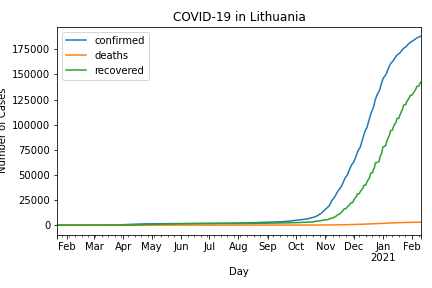 COVID-19 in Lithuania
confirmed
deaths
recovered
175000
150000
125000
100000
75000
50000
25000
0
Number of Cases
Feb Mar Apr May Jun Jul Aug Sep Oct Nov Dec Jan Feb
2021
Day